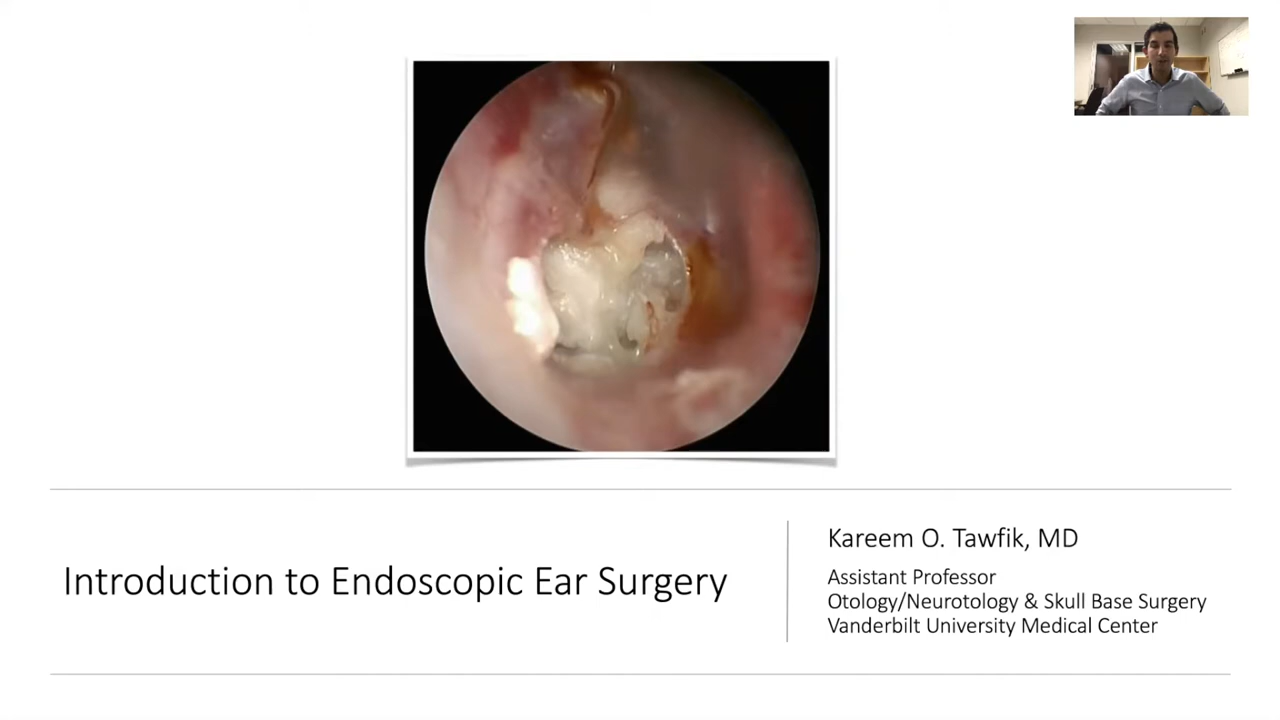 Introduction to Endoscopic Ear Surgery
Kareem O. Tawfik, MD
Assistant Professor
Otology/Neurotology & Skull Base Surgery
Vanderbilt University Medical Center